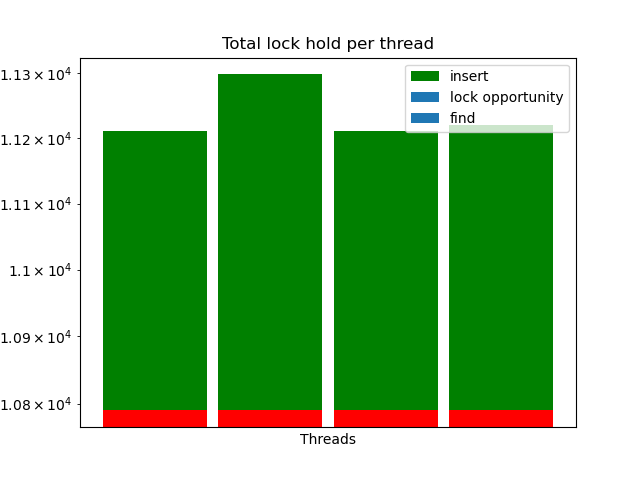 Total lock hold per thread
1.13 × 10⁴
1.12 × 10⁴
1.11 × 10⁴
1.1 × 10⁴
1.09 × 10⁴
1.08 × 10⁴
insert
lock opportunity
find
Threads